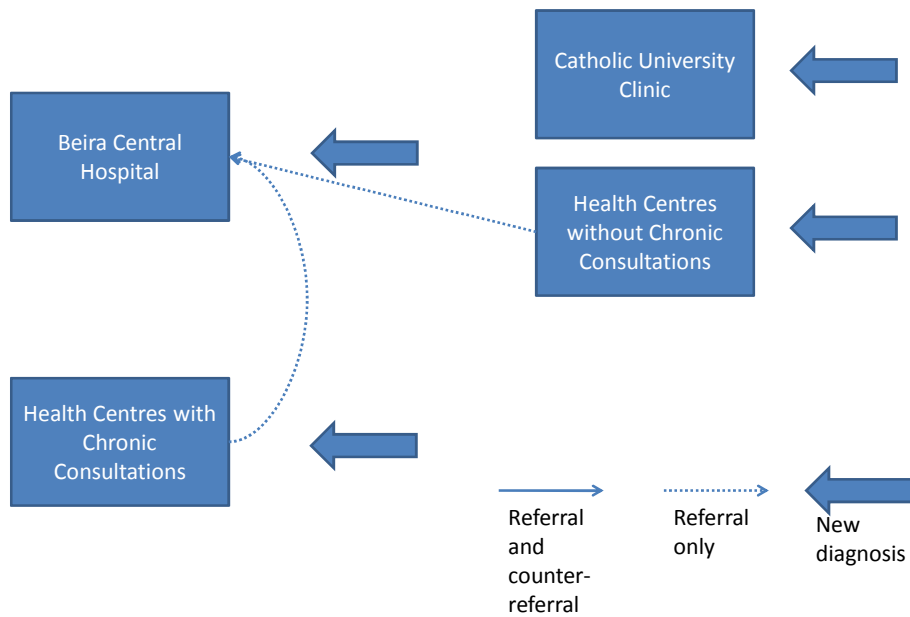 Catholic University
Clinic
Beira Central
Hospital
Health Centres
without Chronic
Consultations
Health Centres with
Chronic
Consultations
Referral
and
counter-
referral
Referral
only
New
diagnosis